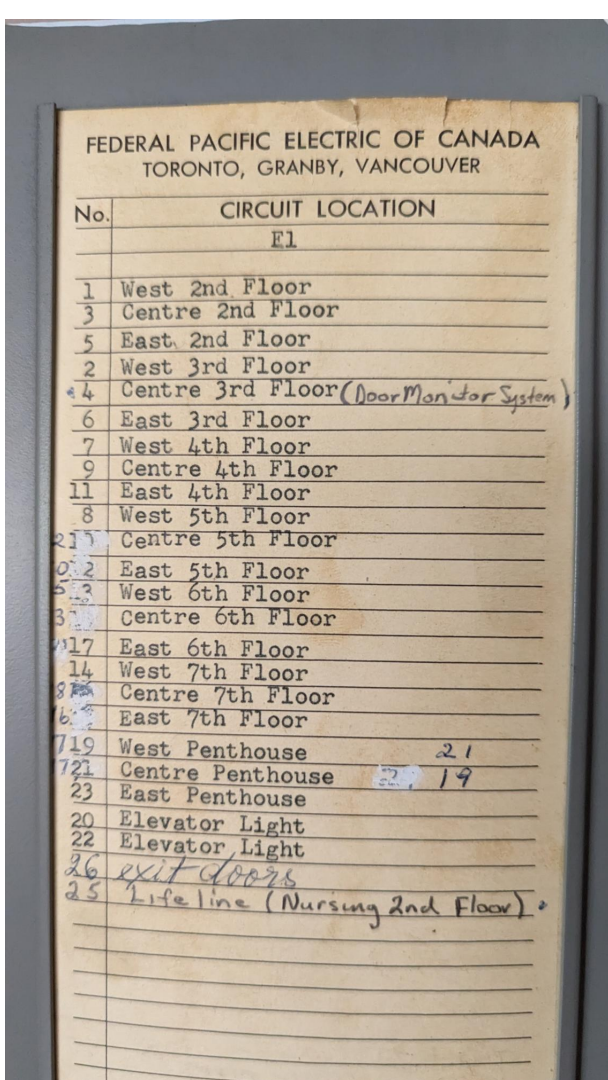 FEDERAL PACIFIC ELECTRIC OF CANADA
TORONTO, GRANBY, VANCOUVER
No. CIRCUIT LOCATION
E1
1 West 2nd Floor
3 Centre 2nd Floor
5 East 2nd Floor
2 West 3rd Floor
4 Centre 3rd Floor (Door Monitor System)
6 East 3rd Floor
7 West 4th Floor
9 Centre 4th Floor
11 East 4th Floor
8 West 5th Floor
Centre 5th Floor
East 5th Floor
West 6th Floor
Centre 6th Floor
17 East 6th Floor
14 West 7th Floor
Centre 7th Floor
East 7th Floor
19 West Penthouse 21
21 Centre Penthouse 19
23 East Penthouse
20 Elevator Light
22 Elevator Light
26 exit doors
25 Lifeline (Nursing 2nd Floor)